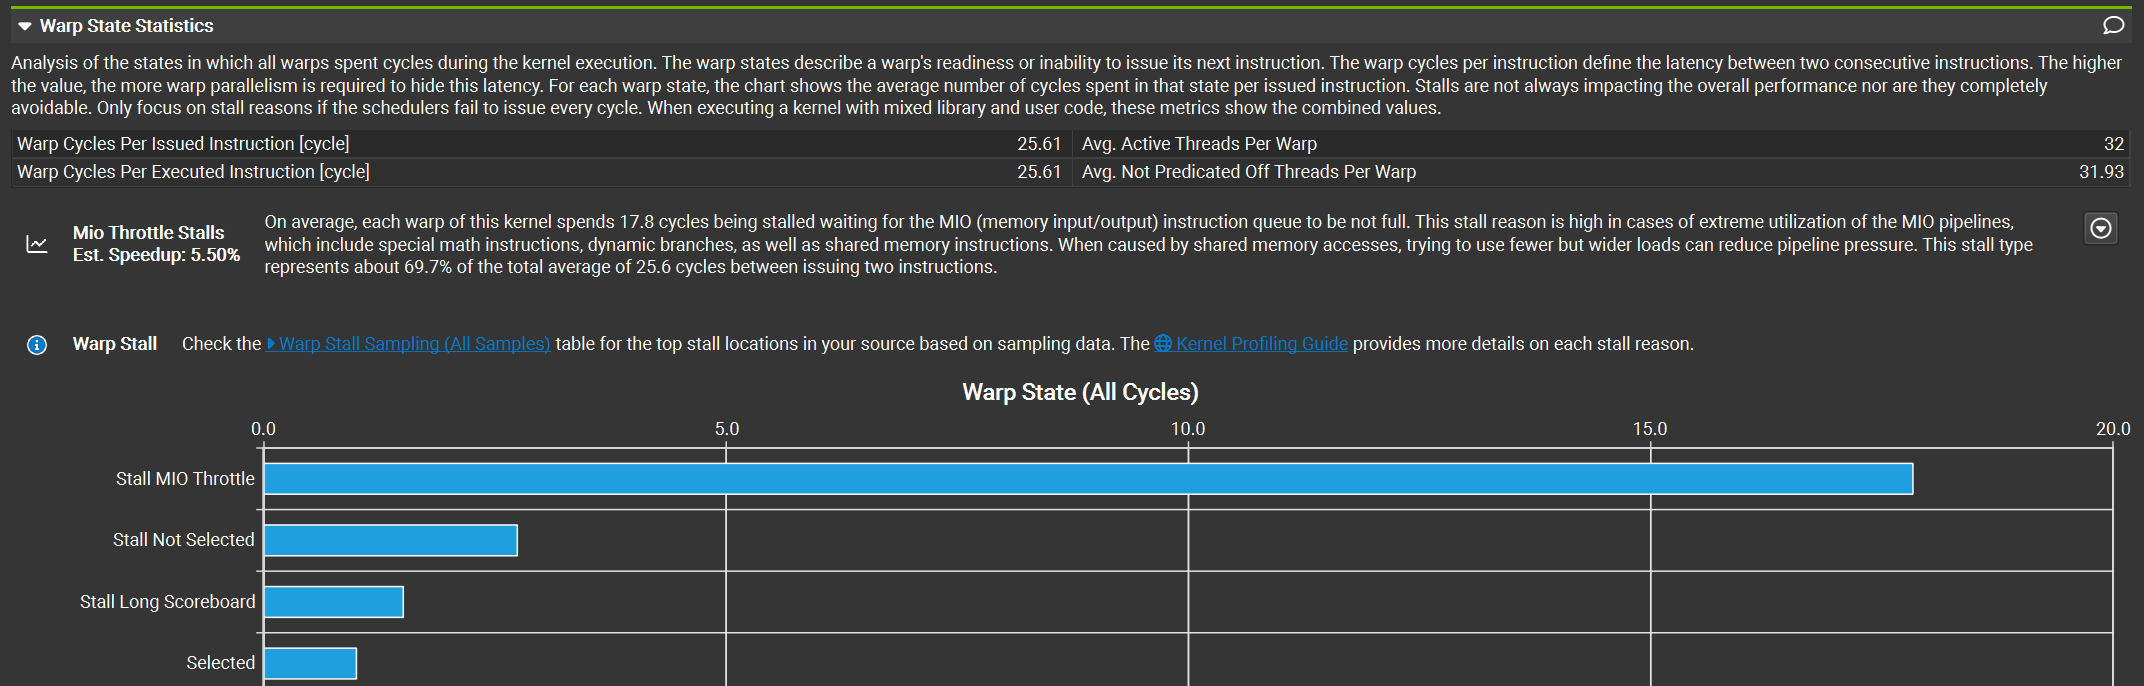 Warp State Statistics
Analysis of the states in which all warps spent cycles during the kernel execution. The warp states describe a warp's readiness or inability to issue its next instruction. The warp cycles per instruction define the latency between two consecutive instructions. The higher
the value, the more warp parallelism is required to hide this latency. For each warp state, the chart shows the average number of cycles spent in that state per issued instruction. Stalls are not always impacting the overall performance nor are they completely
avoidable. Only focus on stall reasons if the schedulers fail to issue every cycle. When executing a kernel with mixed library and user code, these metrics show the combined values.
Warp Cycles Per Issued Instruction [cycle] 25.61 Avg. Active Threads Per Warp 32
Warp Cycles Per Executed Instruction [cycle] 25.61 Avg. Not Predicated Off Threads Per Warp 31.93
Mio Throttle Stalls
Est. Speedup: 5.50%
On average, each warp of this kernel spends 17.8 cycles being stalled waiting for the MIO (memory input/output) instruction queue to be not full. This stall reason is high in cases of extreme utilization of the MIO pipelines,
which include special math instructions, dynamic branches, as well as shared memory instructions. When caused by shared memory accesses, trying to use fewer but wider loads can reduce pipeline pressure. This stall type
represents about 69.7% of the total average of 25.6 cycles between issuing two instructions.
Warp Stall Check the Warp Stall Sampling (All Samples) table for the top stall locations in your source based on sampling data. The Kernel Profiling Guide provides more details on each stall reason.
Warp State (All Cycles)
0.0 5.0 10.0 15.0 20.0
Stall MIO Throttle
Stall Not Selected
Stall Long Scoreboard
Selected